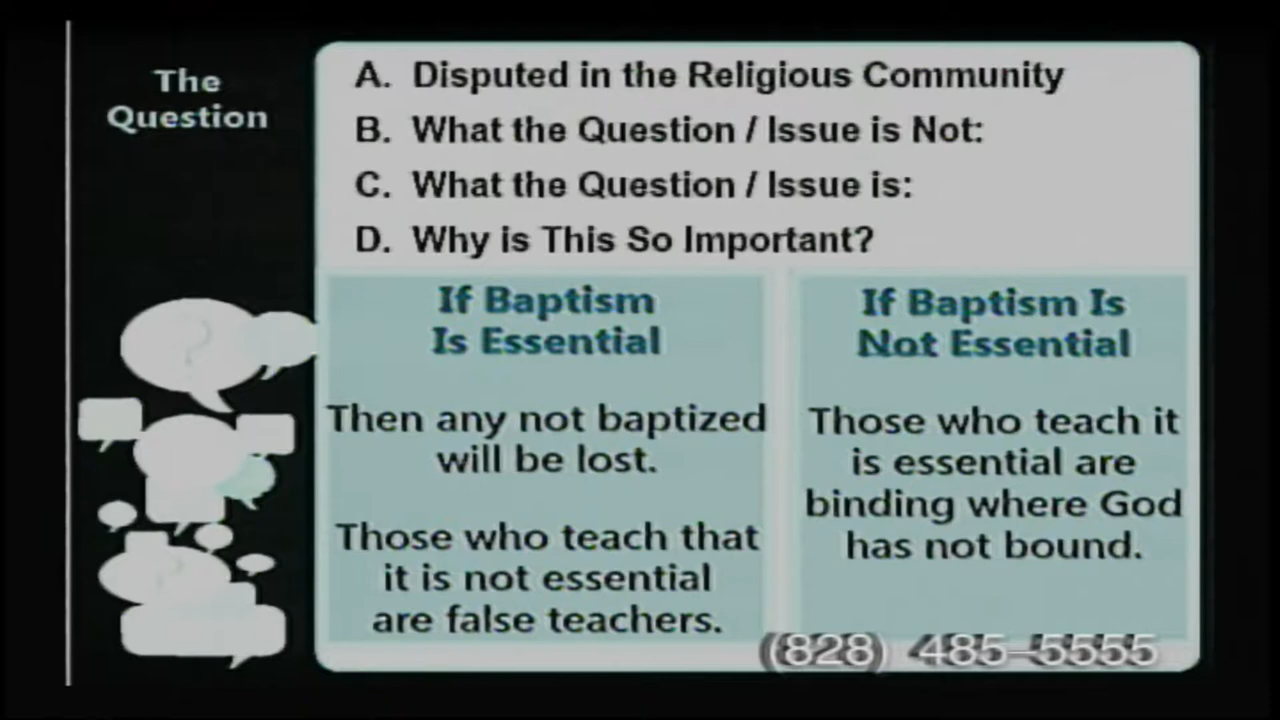 The
Question
A. Disputed in the Religious Community
B. What the Question / Issue is Not:
C. What the Question / Issue is:
D. Why is This So Important?
If Baptism
Is Essential
Then any not baptized
will be lost.
Those who teach that
it is not essential
are false teachers.
If Baptism Is
Not Essential
Those who teach it
is essential are
binding where God
has not bound.
(828) 485-5555